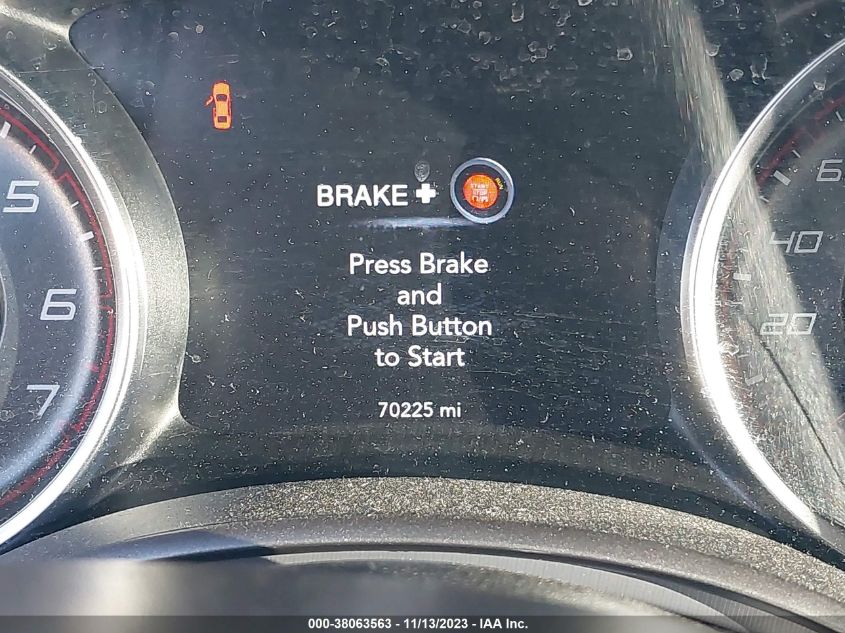 BRAKE +
Press Brake
and
Push Button
to Start
70225 mi
5
6
7
40
20
000-38063563 - 11/13/2023 - IAA Inc.